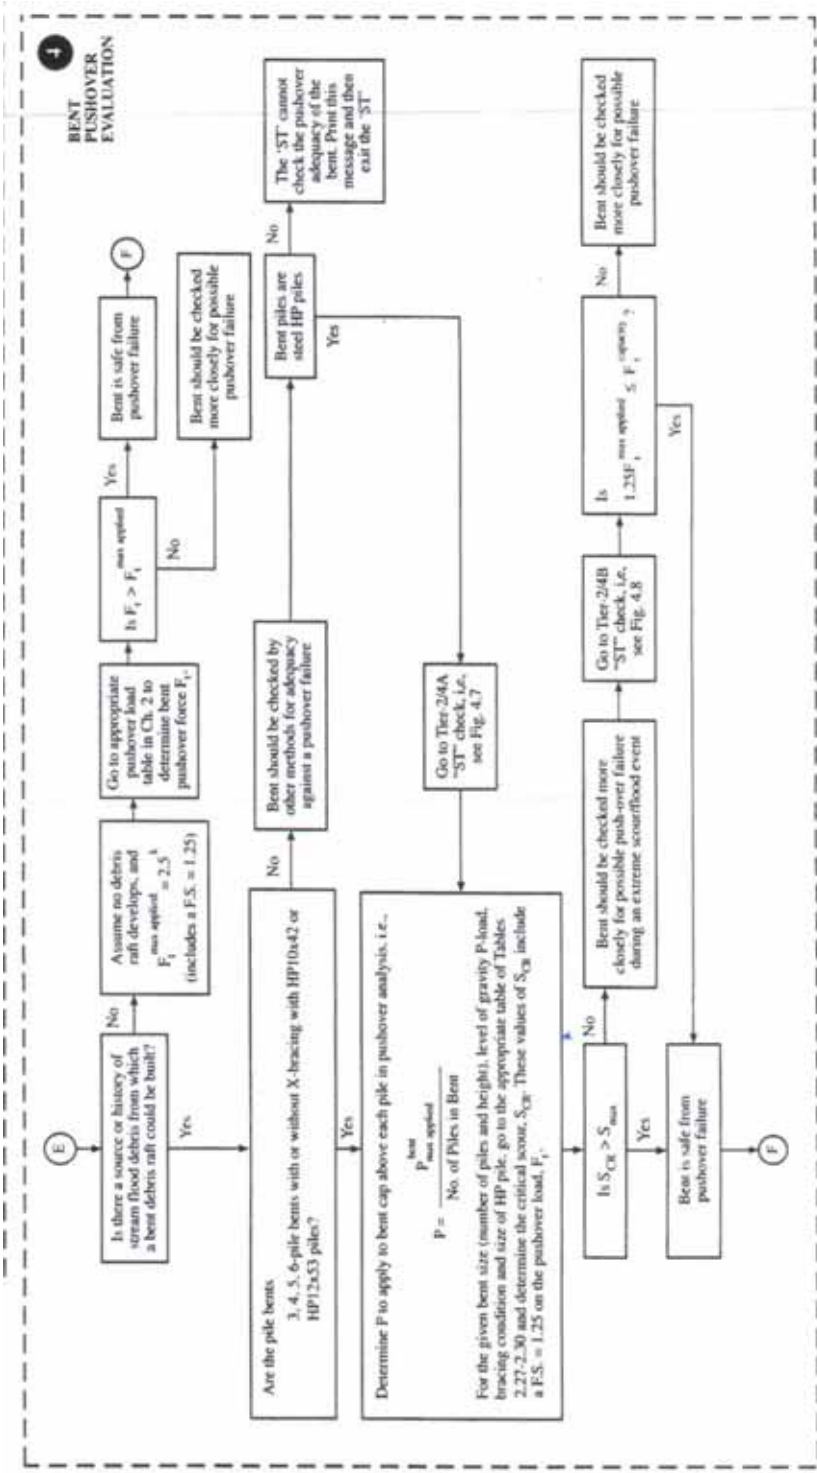 4
BENT
PUSHOVER
EVALUATION
E
Is there a source or history of
stream flood debris from which
a bent debris raft could be built?
No
Assume no debris
raft develops, and
F_t^max applied = 2.5^k
(includes a F.S. = 1.25)
Go to appropriate
pushover load
table in Ch. 2 to
determine bent
pushover force F_t.
Is F_t > F_t^max applied
Yes
Bent is safe from
pushover failure
F
No
Bent should be checked
more closely for possible
pushover failure
Yes
Are the pile bents
3, 4, 5, 6-pile bents with or without X-bracing with HP10x42 or
HP12x53 piles?
No
Bent should be checked by
other methods for adequacy
against a pushover failure
Bent piles are
steel HP piles
No
The 'ST' cannot
check the pushover
adequacy of the
bent. Print this
message and then
exit the 'ST'
Yes
Go to Tier-2/4A
"ST" check, i.e,
see Fig. 4.7
Yes
Determine P to apply to bent cap above each pile in pushover analysis. i.e.,
P = P_max applied^bent / No. of Piles in Bent
For the given bent size (number of piles and height), level of gravity P-load,
bracing condition and size of HP pile, go to the appropriate table of Tables
2.27-2.30 and determine the critical scour, S_CR. These values of S_CR include
a F.S. = 1.25 on the pushover load, F_t.
Is S_CR > S_max
No
Bent should be checked more
closely for possible push-over failure
during an extreme scour/flood event
Go to Tier-2/4B
"ST" check, i,e,
see Fig. 4.8
Is
1.25F_t^max applied ≤ F_t^capacity ?
No
Bent should be checked
more closely for possible
pushover failure
Yes
Yes
Bent is safe from
pushover failure
F